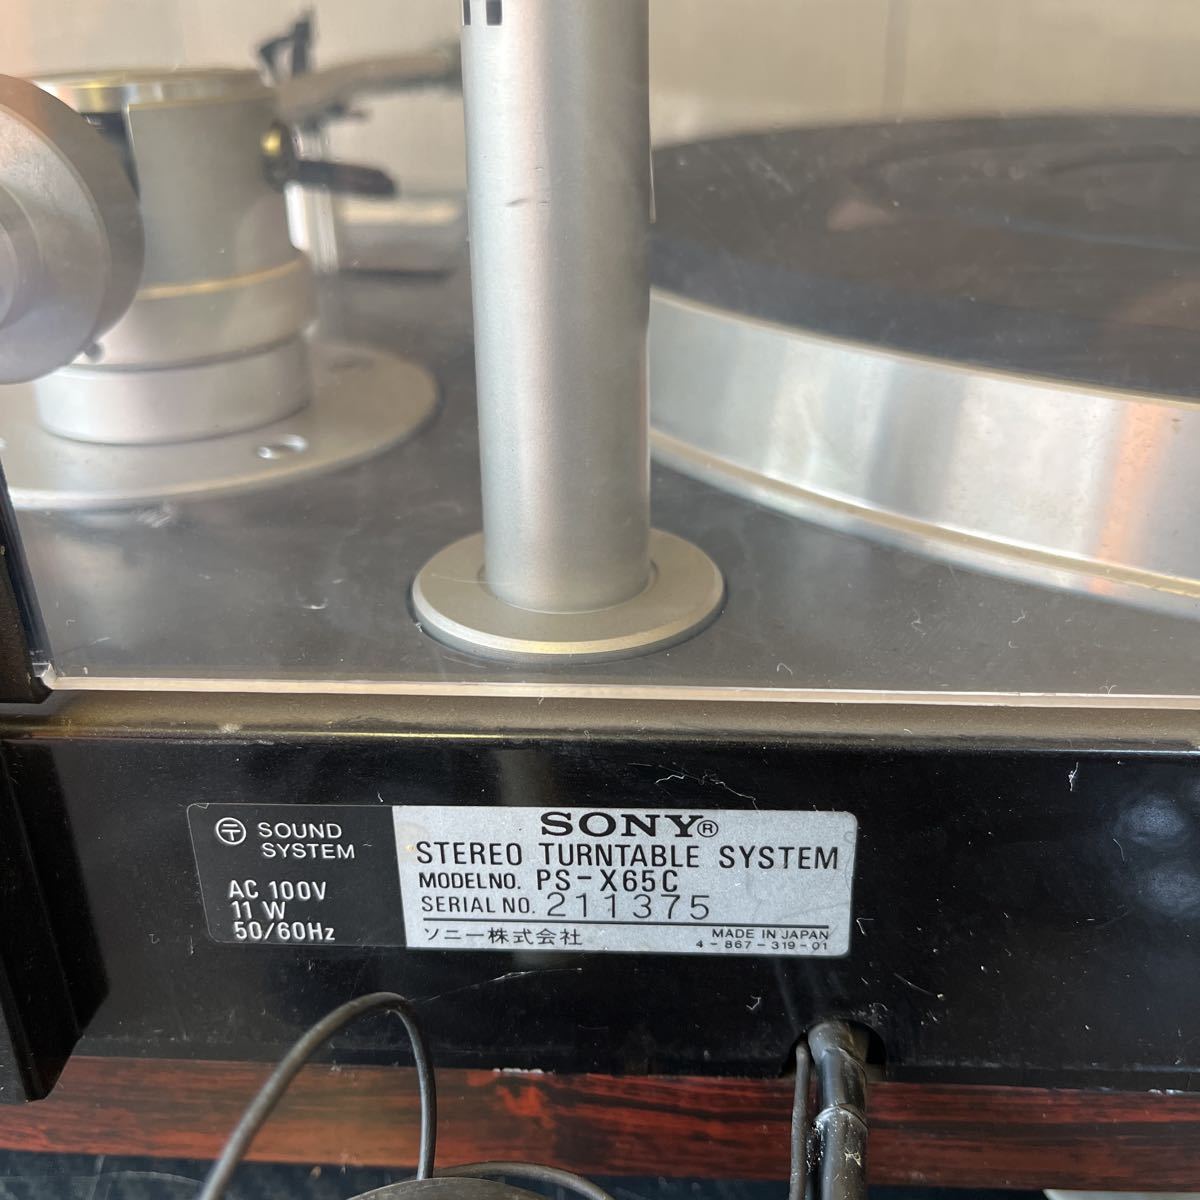 〶 SOUND
SYSTEM
AC 100V
11 W
50/60Hz
SONY®
STEREO TURNTABLE SYSTEM
MODEL NO. PS-X65C
SERIAL NO. 211375
ソニー株式会社
MADE IN JAPAN
4-867-319-01